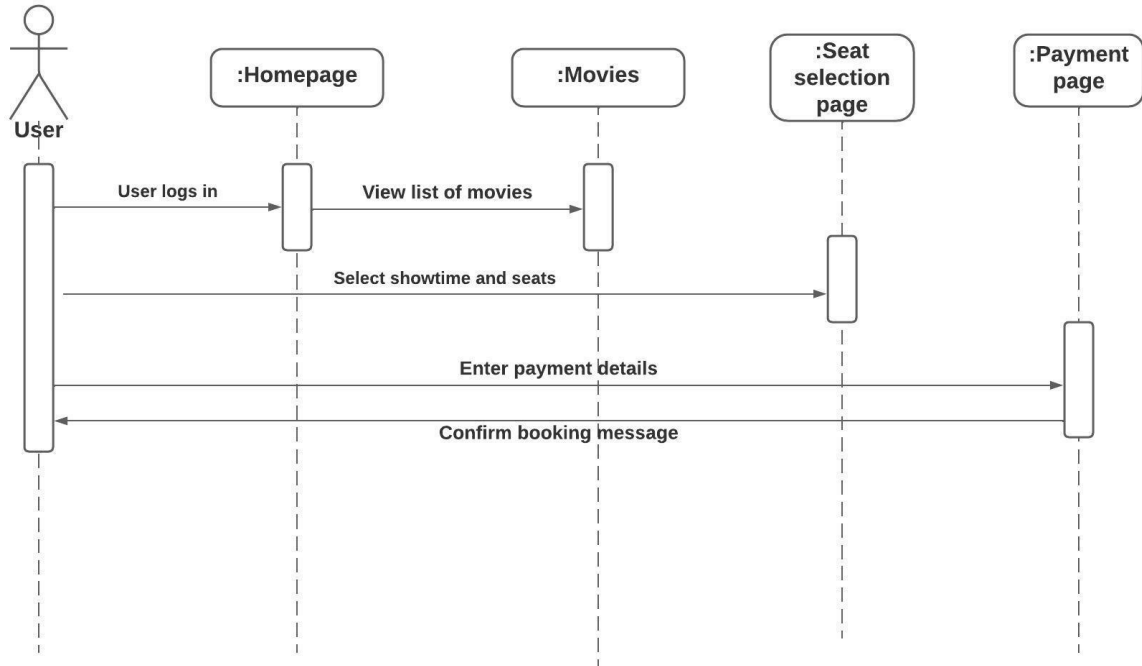 :Homepage
:Movies
:Seat
selection
page
:Payment
page
User
User logs in
View list of movies
Select showtime and seats
Enter payment details
Confirm booking message